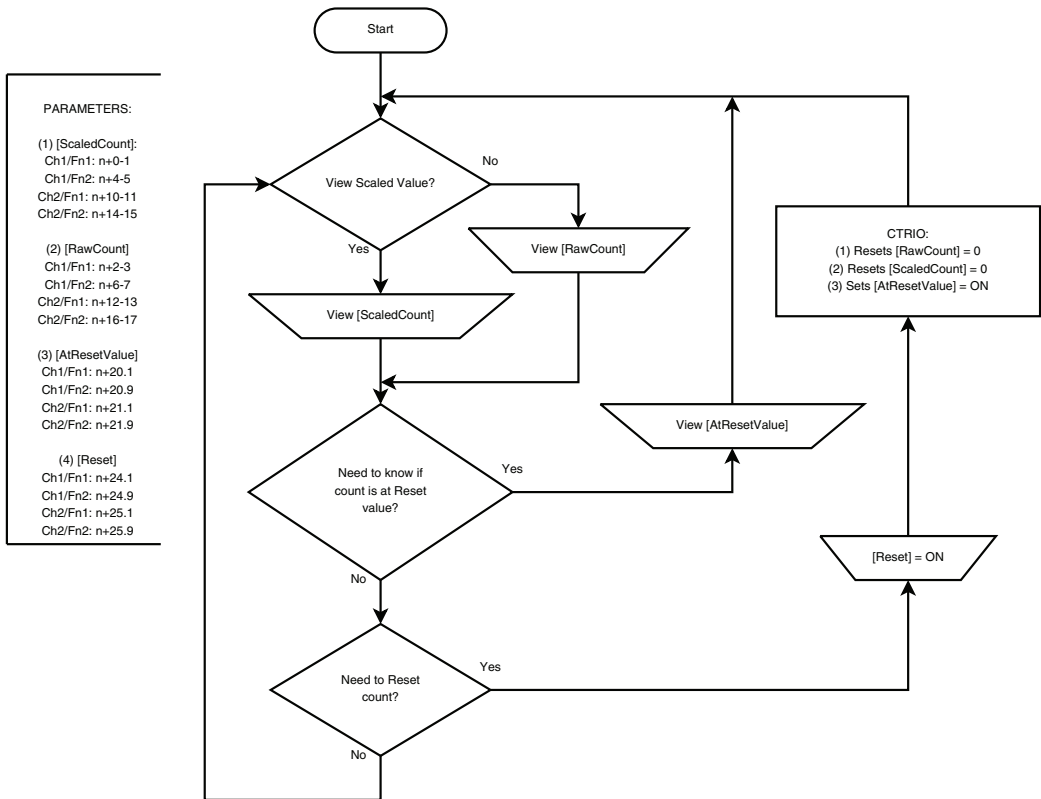 Start
PARAMETERS:
(1) [ScaledCount]:
Ch1/Fn1: n+0-1
Ch1/Fn2: n+4-5
Ch2/Fn1: n+10-11
Ch2/Fn2: n+14-15
(2) [RawCount]
Ch1/Fn1: n+2-3
Ch1/Fn2: n+6-7
Ch2/Fn1: n+12-13
Ch2/Fn2: n+16-17
(3) [AtResetValue]
Ch1/Fn1: n+20.1
Ch1/Fn2: n+20.9
Ch2/Fn1: n+21.1
Ch2/Fn2: n+21.9
(4) [Reset]
Ch1/Fn1: n+24.1
Ch1/Fn2: n+24.9
Ch2/Fn1: n+25.1
Ch2/Fn2: n+25.9
View Scaled Value?
No
Yes
View [RawCount]
View [ScaledCount]
CTRIO:
(1) Resets [RawCount] = 0
(2) Resets [ScaledCount] = 0
(3) Sets [AtResetValue] = ON
View [AtResetValue]
Need to know if
count is at Reset
value?
Yes
No
[Reset] = ON
Need to Reset
count?
Yes
No